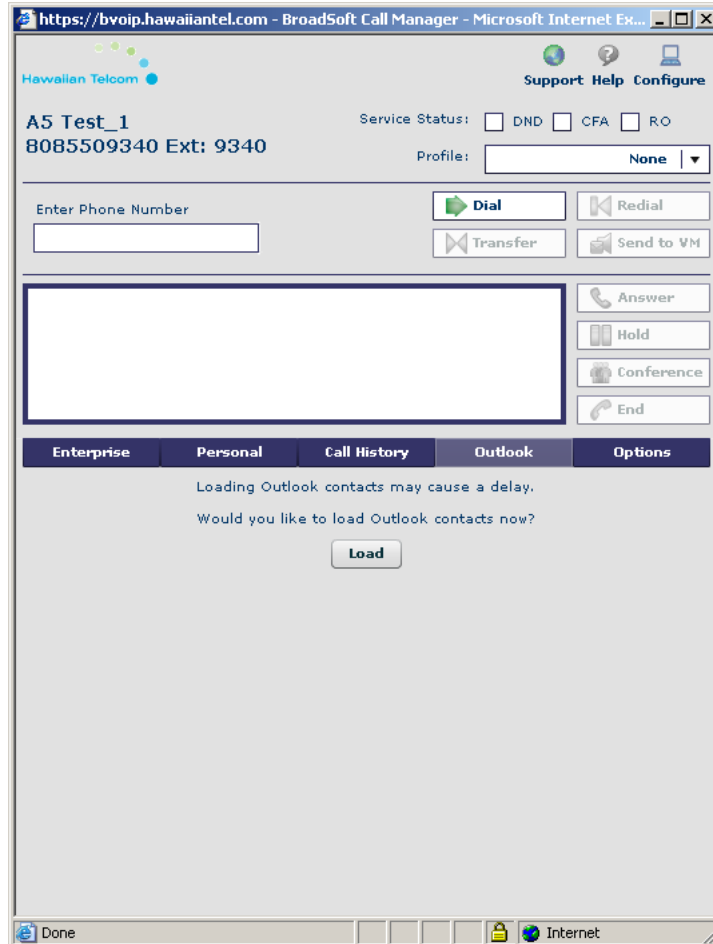 https://bvoip.hawaiiantel.com - BroadSoft Call Manager - Microsoft Internet Ex...
Hawaiian Telcom
Support Help Configure
A5 Test_1
8085509340 Ext: 9340
Service Status: DND CFA RO
Profile: None
Enter Phone Number
Dial
Redial
Transfer
Send to VM
Answer
Hold
Conference
End
Enterprise Personal Call History Outlook Options
Loading Outlook contacts may cause a delay.
Would you like to load Outlook contacts now?
Load
Done
Internet